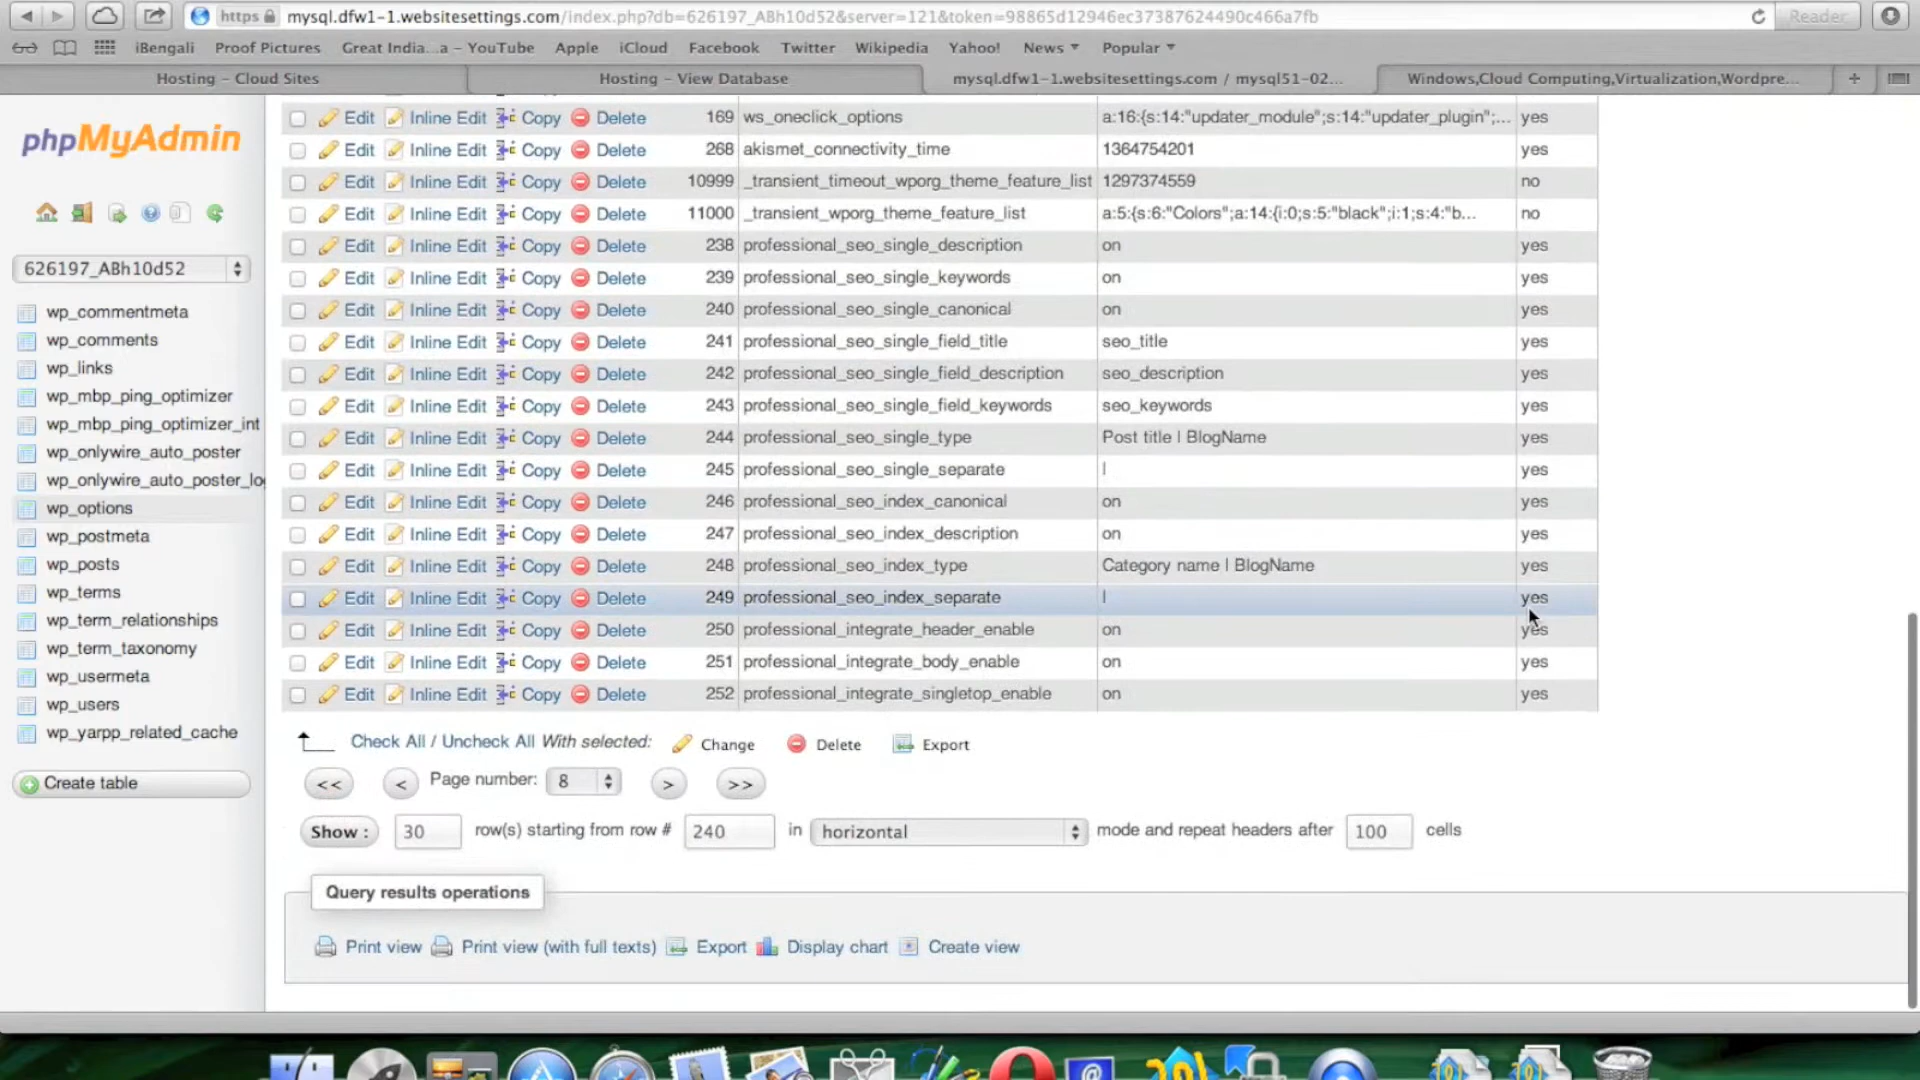 https mysql.dfw1-1.websitesettings.com/index.php?db=626197_ABh10d52&server=121&token=98865d12946ec37387624490c466a7fb Reader
iBengali Proof Pictures Great India...a – YouTube Apple iCloud Facebook Twitter Wikipedia Yahoo! News Popular
Hosting – Cloud Sites Hosting – View Database mysql.dfw1-1.websitesettings.com / mysql51-02... Windows,Cloud Computing,Virtualization,Wordpre... +
phpMyAdmin
626197_ABh10d52
wp_commentmeta
wp_comments
wp_links
wp_mbp_ping_optimizer
wp_mbp_ping_optimizer_int
wp_onlywire_auto_poster
wp_onlywire_auto_poster_lo
wp_options
wp_postmeta
wp_posts
wp_terms
wp_term_relationships
wp_term_taxonomy
wp_usermeta
wp_users
wp_yarpp_related_cache
Create table
Edit Inline Edit Copy Delete 169 ws_oneclick_options a:16:{s:14:"updater_module";s:14:"updater_plugin";... yes
Edit Inline Edit Copy Delete 268 akismet_connectivity_time 1364754201 yes
Edit Inline Edit Copy Delete 10999 _transient_timeout_wporg_theme_feature_list 1297374559 no
Edit Inline Edit Copy Delete 11000 _transient_wporg_theme_feature_list a:5:{s:6:"Colors";a:14:{i:0;s:5:"black";i:1;s:4:"b... no
Edit Inline Edit Copy Delete 238 professional_seo_single_description on yes
Edit Inline Edit Copy Delete 239 professional_seo_single_keywords on yes
Edit Inline Edit Copy Delete 240 professional_seo_single_canonical on yes
Edit Inline Edit Copy Delete 241 professional_seo_single_field_title seo_title yes
Edit Inline Edit Copy Delete 242 professional_seo_single_field_description seo_description yes
Edit Inline Edit Copy Delete 243 professional_seo_single_field_keywords seo_keywords yes
Edit Inline Edit Copy Delete 244 professional_seo_single_type Post title | BlogName yes
Edit Inline Edit Copy Delete 245 professional_seo_single_separate | yes
Edit Inline Edit Copy Delete 246 professional_seo_index_canonical on yes
Edit Inline Edit Copy Delete 247 professional_seo_index_description on yes
Edit Inline Edit Copy Delete 248 professional_seo_index_type Category name | BlogName yes
Edit Inline Edit Copy Delete 249 professional_seo_index_separate | yes
Edit Inline Edit Copy Delete 250 professional_integrate_header_enable on yes
Edit Inline Edit Copy Delete 251 professional_integrate_body_enable on yes
Edit Inline Edit Copy Delete 252 professional_integrate_singletop_enable on yes
Check All / Uncheck All With selected: Change Delete Export
<< < Page number: 8 > >>
Show : 30 row(s) starting from row # 240 in horizontal mode and repeat headers after 100 cells
Query results operations
Print view Print view (with full texts) Export Display chart Create view